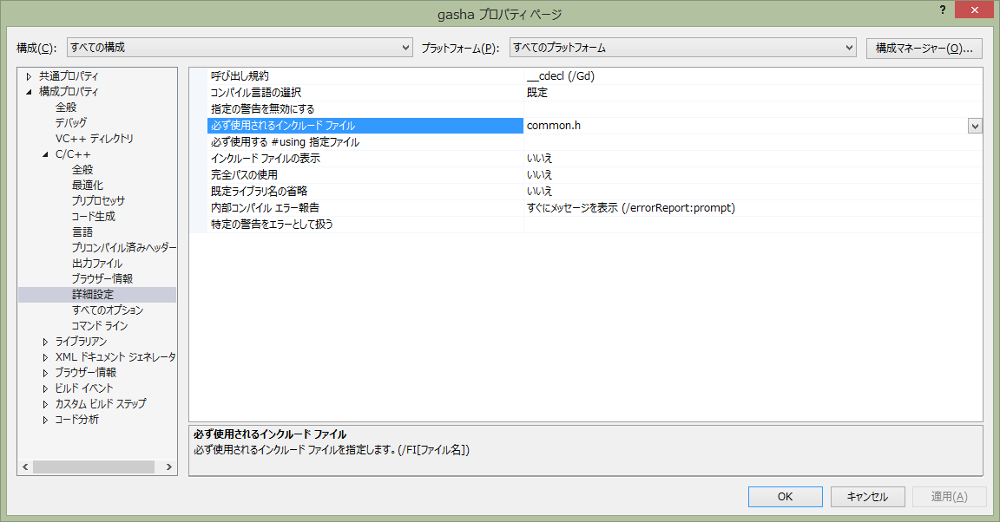 gasha プロパティ ページ
?
構成(C): すべての構成 プラットフォーム(P): すべてのプラットフォーム 構成マネージャー(O)...
共通プロパティ
構成プロパティ
全般
デバッグ
VC++ ディレクトリ
C/C++
全般
最適化
プリプロセッサ
コード生成
言語
プリコンパイル済みヘッダー
出力ファイル
ブラウザー情報
詳細設定
すべてのオプション
コマンド ライン
ライブラリアン
XML ドキュメント ジェネレータ
ブラウザー情報
ビルド イベント
カスタム ビルド ステップ
コード分析
呼び出し規約 __cdecl (/Gd)
コンパイル言語の選択 既定
指定の警告を無効にする
必ず使用されるインクルード ファイル common.h
必ず使用する #using 指定ファイル
インクルード ファイルの表示 いいえ
完全パスの使用 いいえ
既定ライブラリ名の省略 いいえ
内部コンパイル エラー報告 すぐにメッセージを表示 (/errorReport:prompt)
特定の警告をエラーとして扱う
必ず使用されるインクルード ファイル
必ず使用されるインクルード ファイルを指定します。(/FI[ファイル名])
OK キャンセル 適用(A)